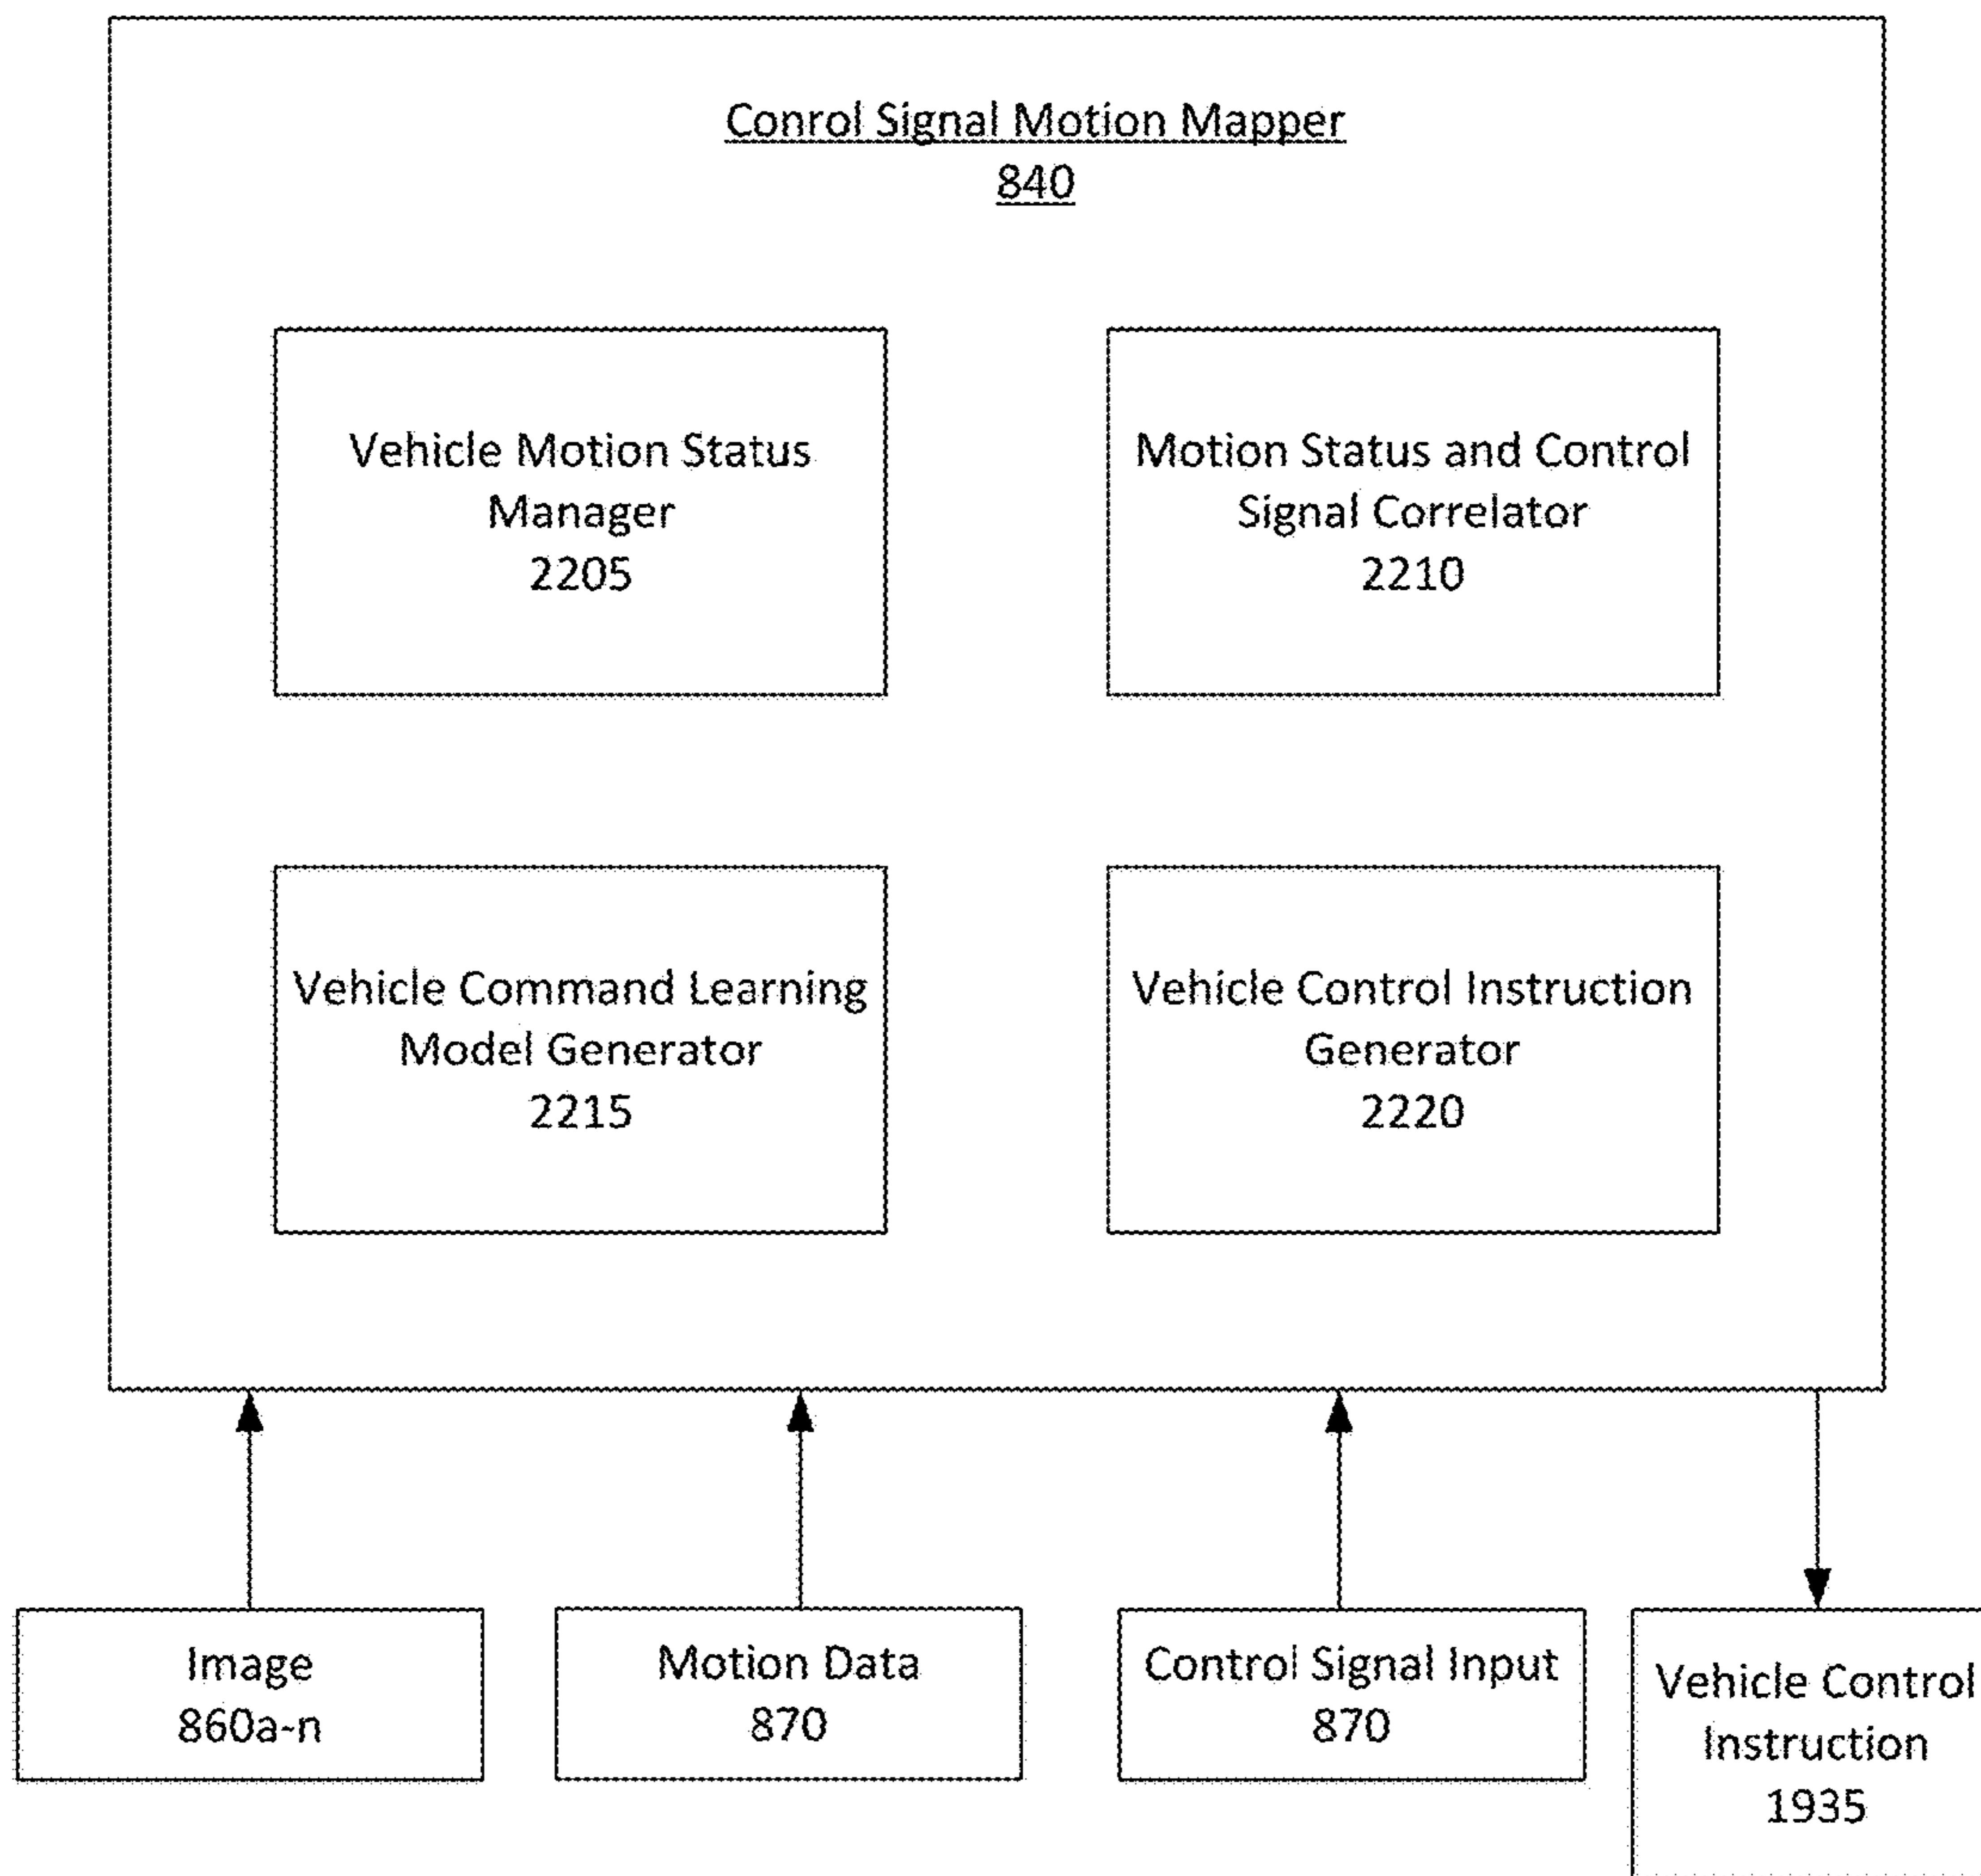 Conrol Signal Motion Mapper
840
Vehicle Motion Status
Manager
2205
Motion Status and Control
Signal Correlator
2210
Vehicle Command Learning
Model Generator
2215
Vehicle Control Instruction
Generator
2220
Image
860a-n
Motion Data
870
Control Signal Input
870
Vehicle Control
Instruction
1935